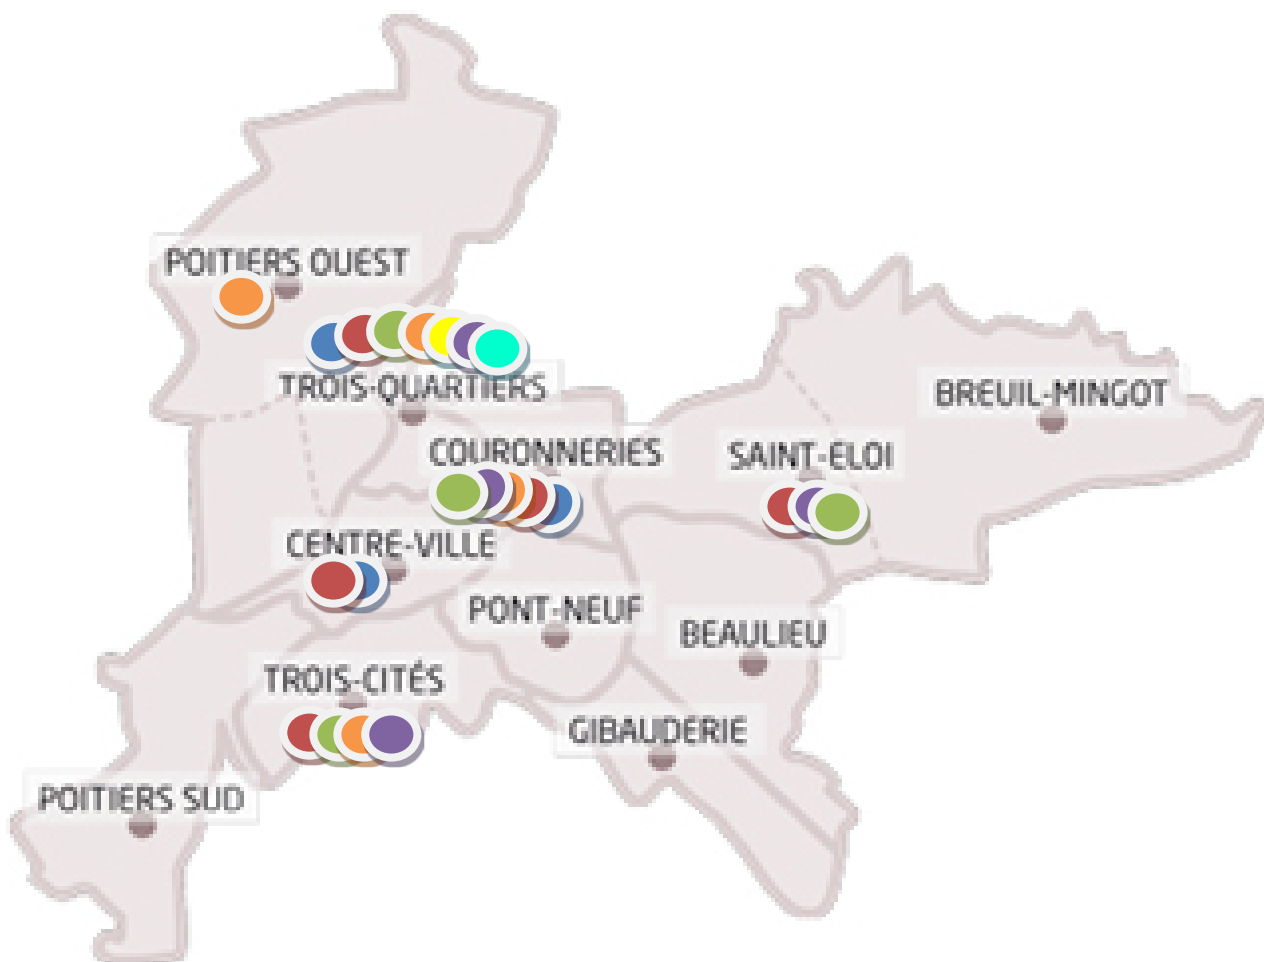 POITIERS OUEST
TROIS-QUARTIERS
BREUIL-MINGOT
COURONNERIES
SAINT-ELOI
CENTRE-VILLE
PONT-NEUF
BEAULIEU
TROIS-CITÉS
GIBAUDERIE
POITIERS SUD